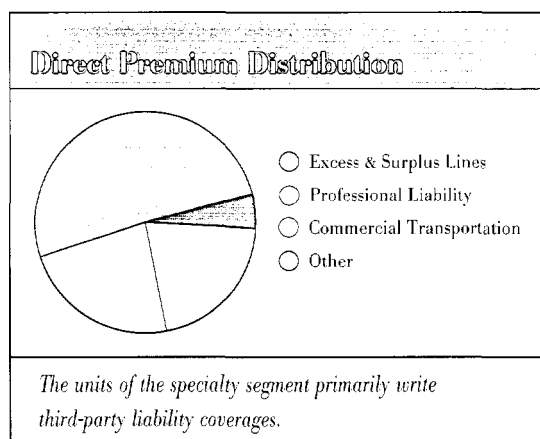 Direct Premium Distribution
Excess & Surplus Lines
Professional Liability
Commercial Transportation
Other
The units of the specialty segment primarily write
third-party liability coverages.